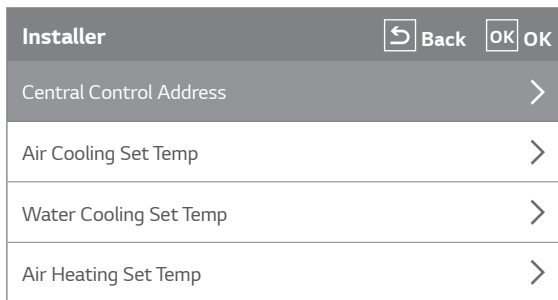 Installer Back OK OK
Central Control Address
Air Cooling Set Temp
Water Cooling Set Temp
Air Heating Set Temp